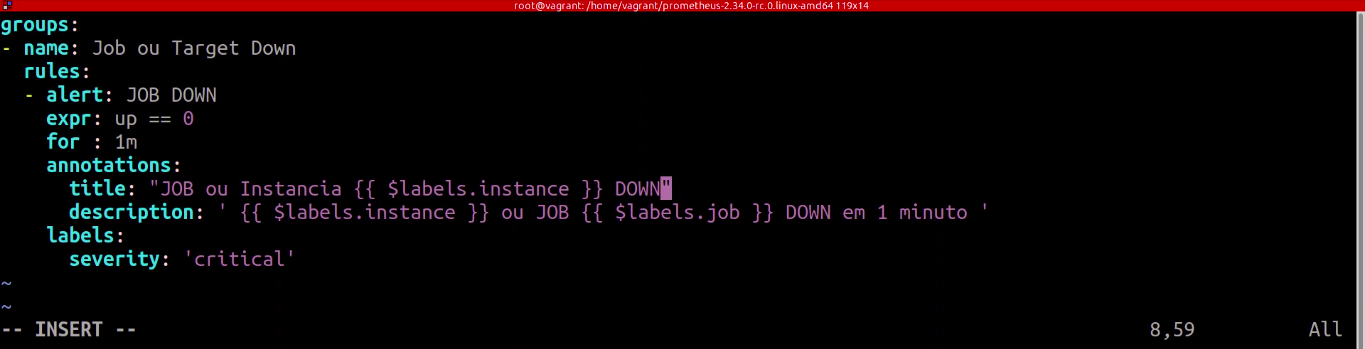 root@vagrant: /home/vagrant/prometheus-2.34.0-rc.0.linux-amd64 119x14
groups:
- name: Job ou Target Down
  rules:
  - alert: JOB DOWN
    expr: up == 0
    for : 1m
    annotations:
      title: "JOB ou Instancia {{ $labels.instance }} DOWN"
      description: ' {{ $labels.instance }} ou JOB {{ $labels.job }} DOWN em 1 minuto '
    labels:
      severity: 'critical'
~
~
-- INSERT -- 8,59 All